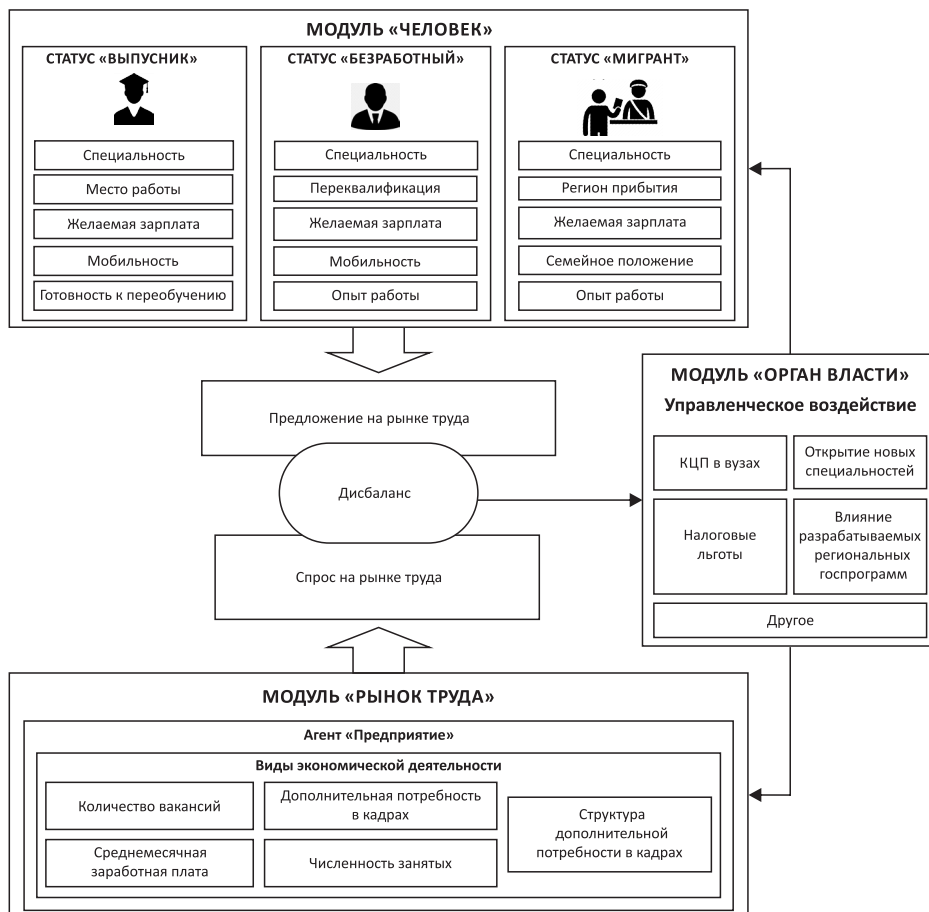 МОДУЛЬ «ЧЕЛОВЕК»
СТАТУС «ВЫПУСНИК»
Специальность
Место работы
Желаемая зарплата
Мобильность
Готовность к переобучению
СТАТУС «БЕЗРАБОТНЫЙ»
Специальность
Переквалификация
Желаемая зарплата
Мобильность
Опыт работы
СТАТУС «МИГРАНТ»
Специальность
Регион прибытия
Желаемая зарплата
Семейное положение
Опыт работы
Предложение на рынке труда
Дисбаланс
Спрос на рынке труда
МОДУЛЬ «ОРГАН ВЛАСТИ»
Управленческое воздействие
КЦП в вузах
Открытие новых
специальностей
Налоговые
льготы
Влияние
разрабатываемых
региональных
госпрограмм
Другое
МОДУЛЬ «РЫНОК ТРУДА»
Агент «Предприятие»
Виды экономической деятельности
Количество вакансий
Дополнительная потребность
в кадрах
Среднемесячная
заработная плата
Численность занятых
Структура
дополнительной
потребности в кадрах